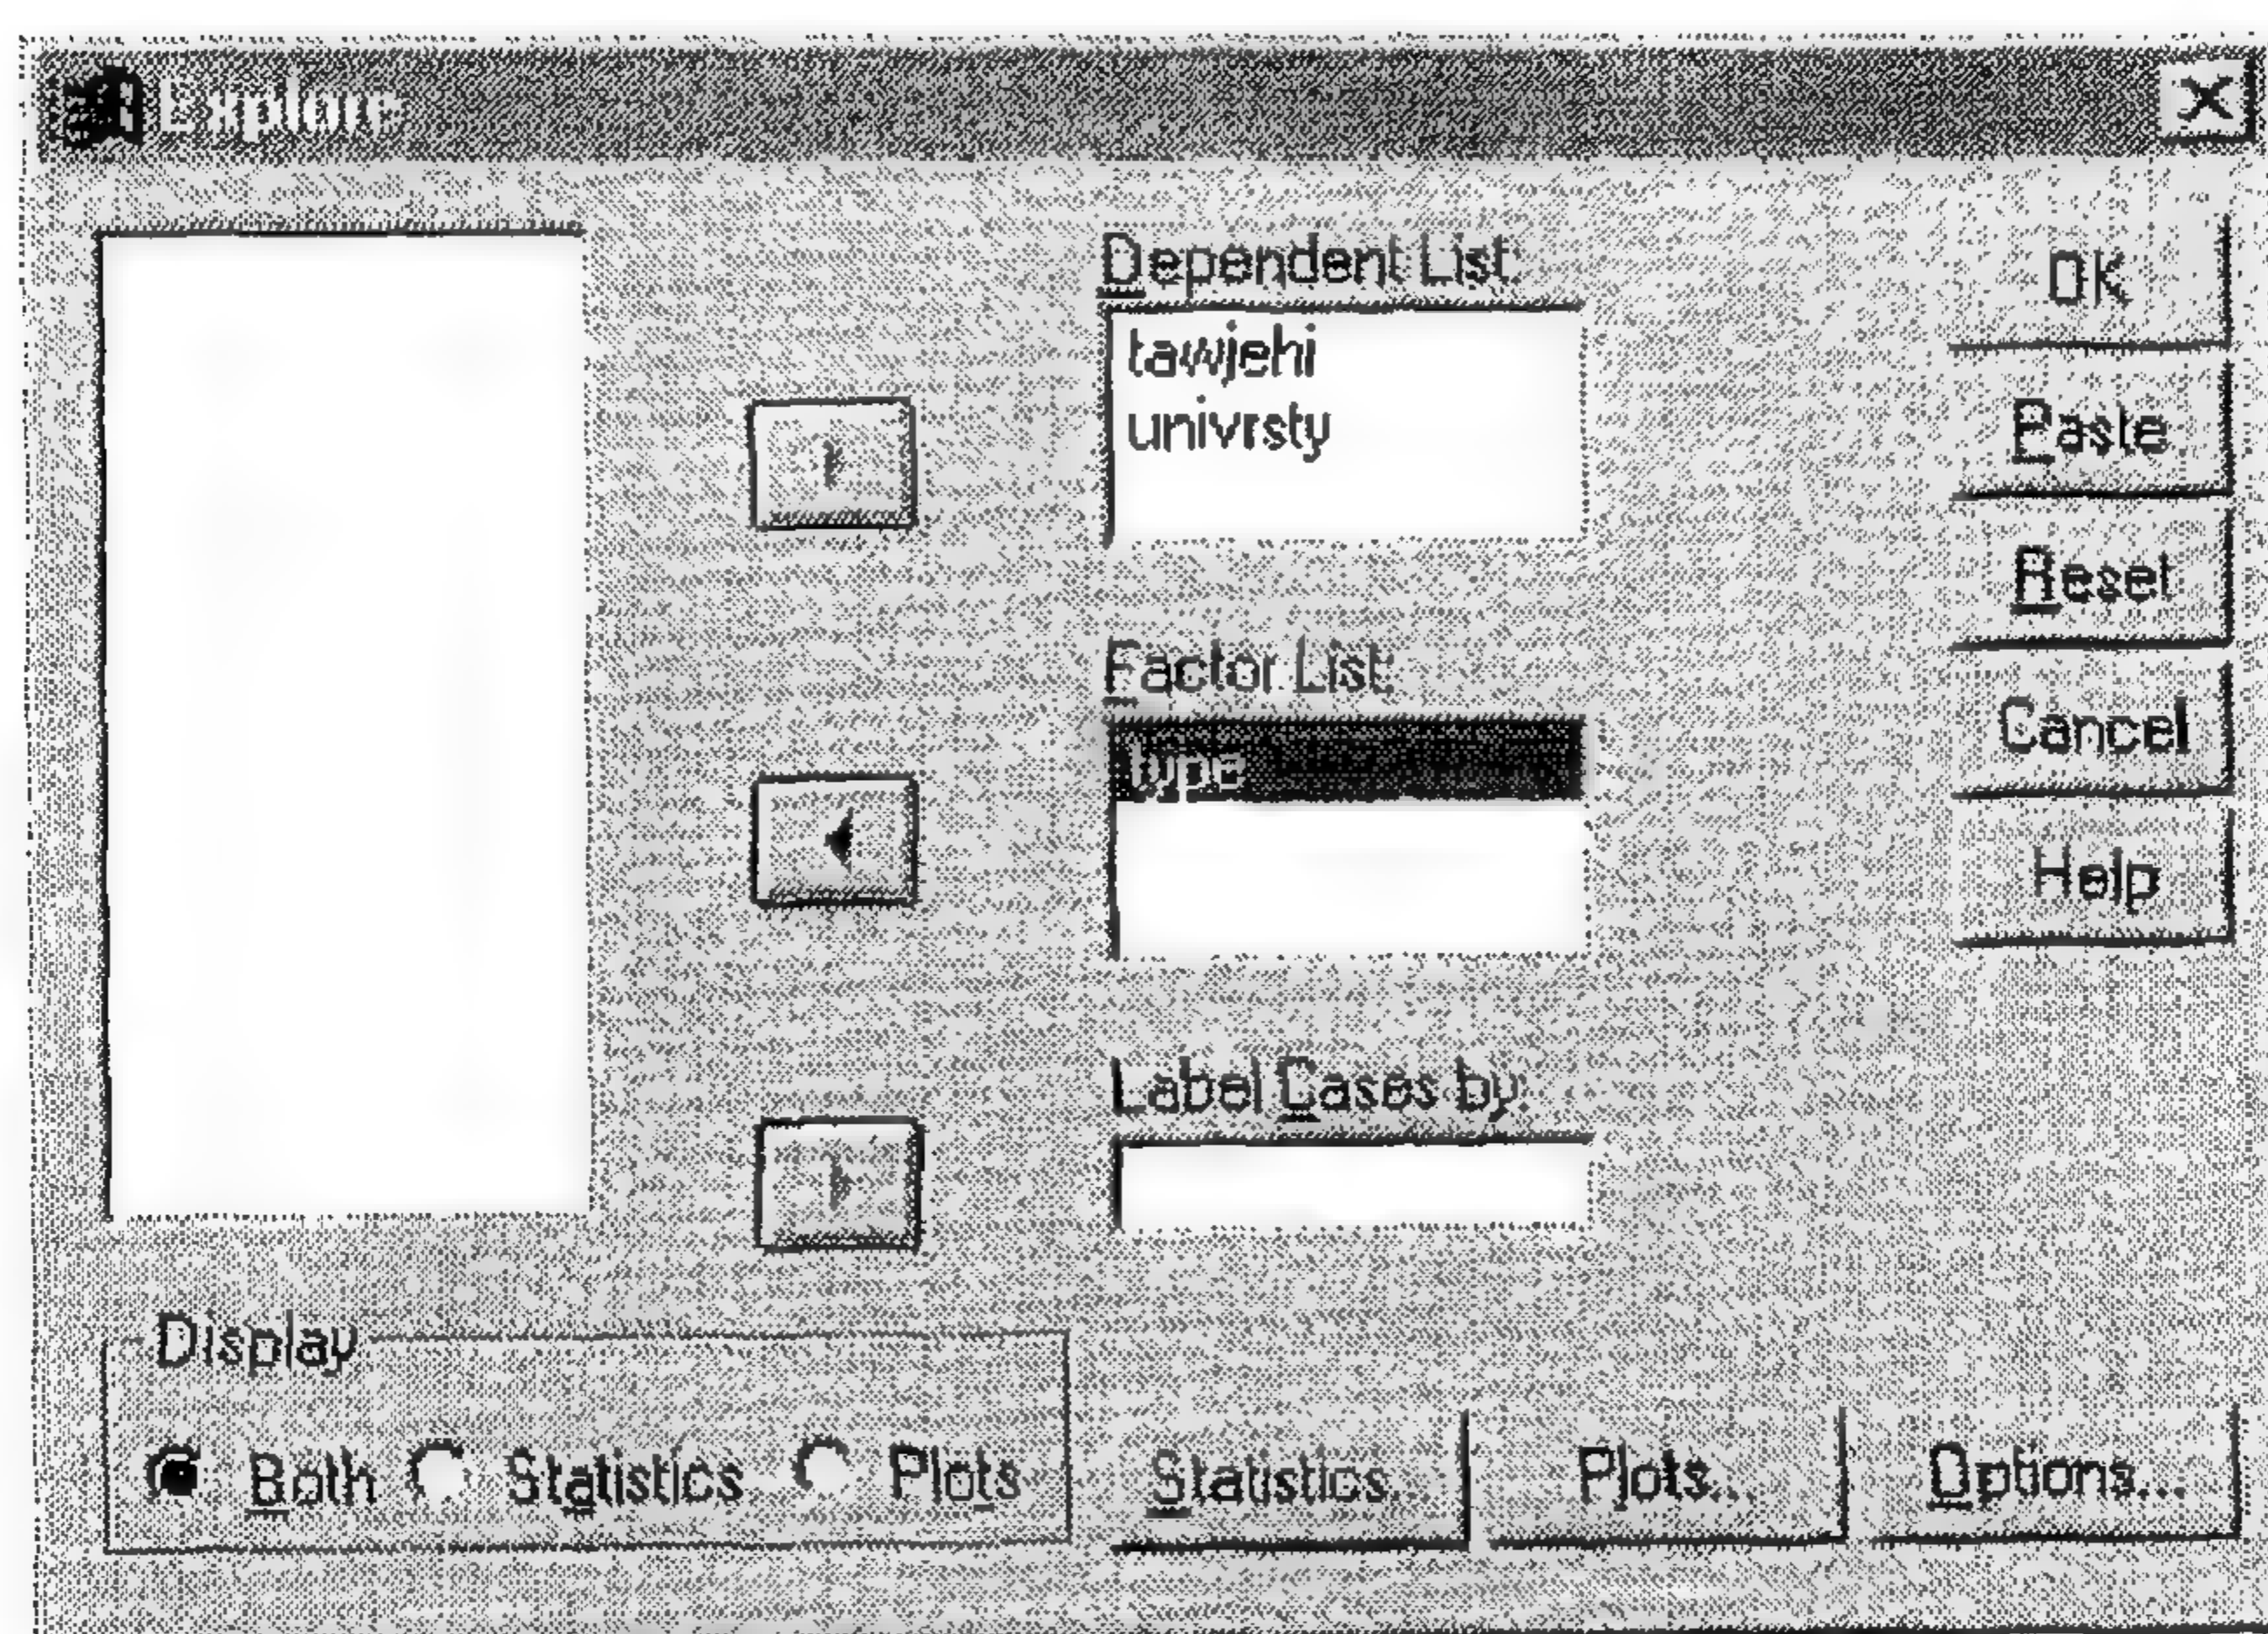 Explore
Dependent List:
tawjehi
univrsty
Factor List:
type
Label Cases by:
OK
Paste
Reset
Cancel
Help
Display
Both Statistics Plots
Statistics... Plots... Options...